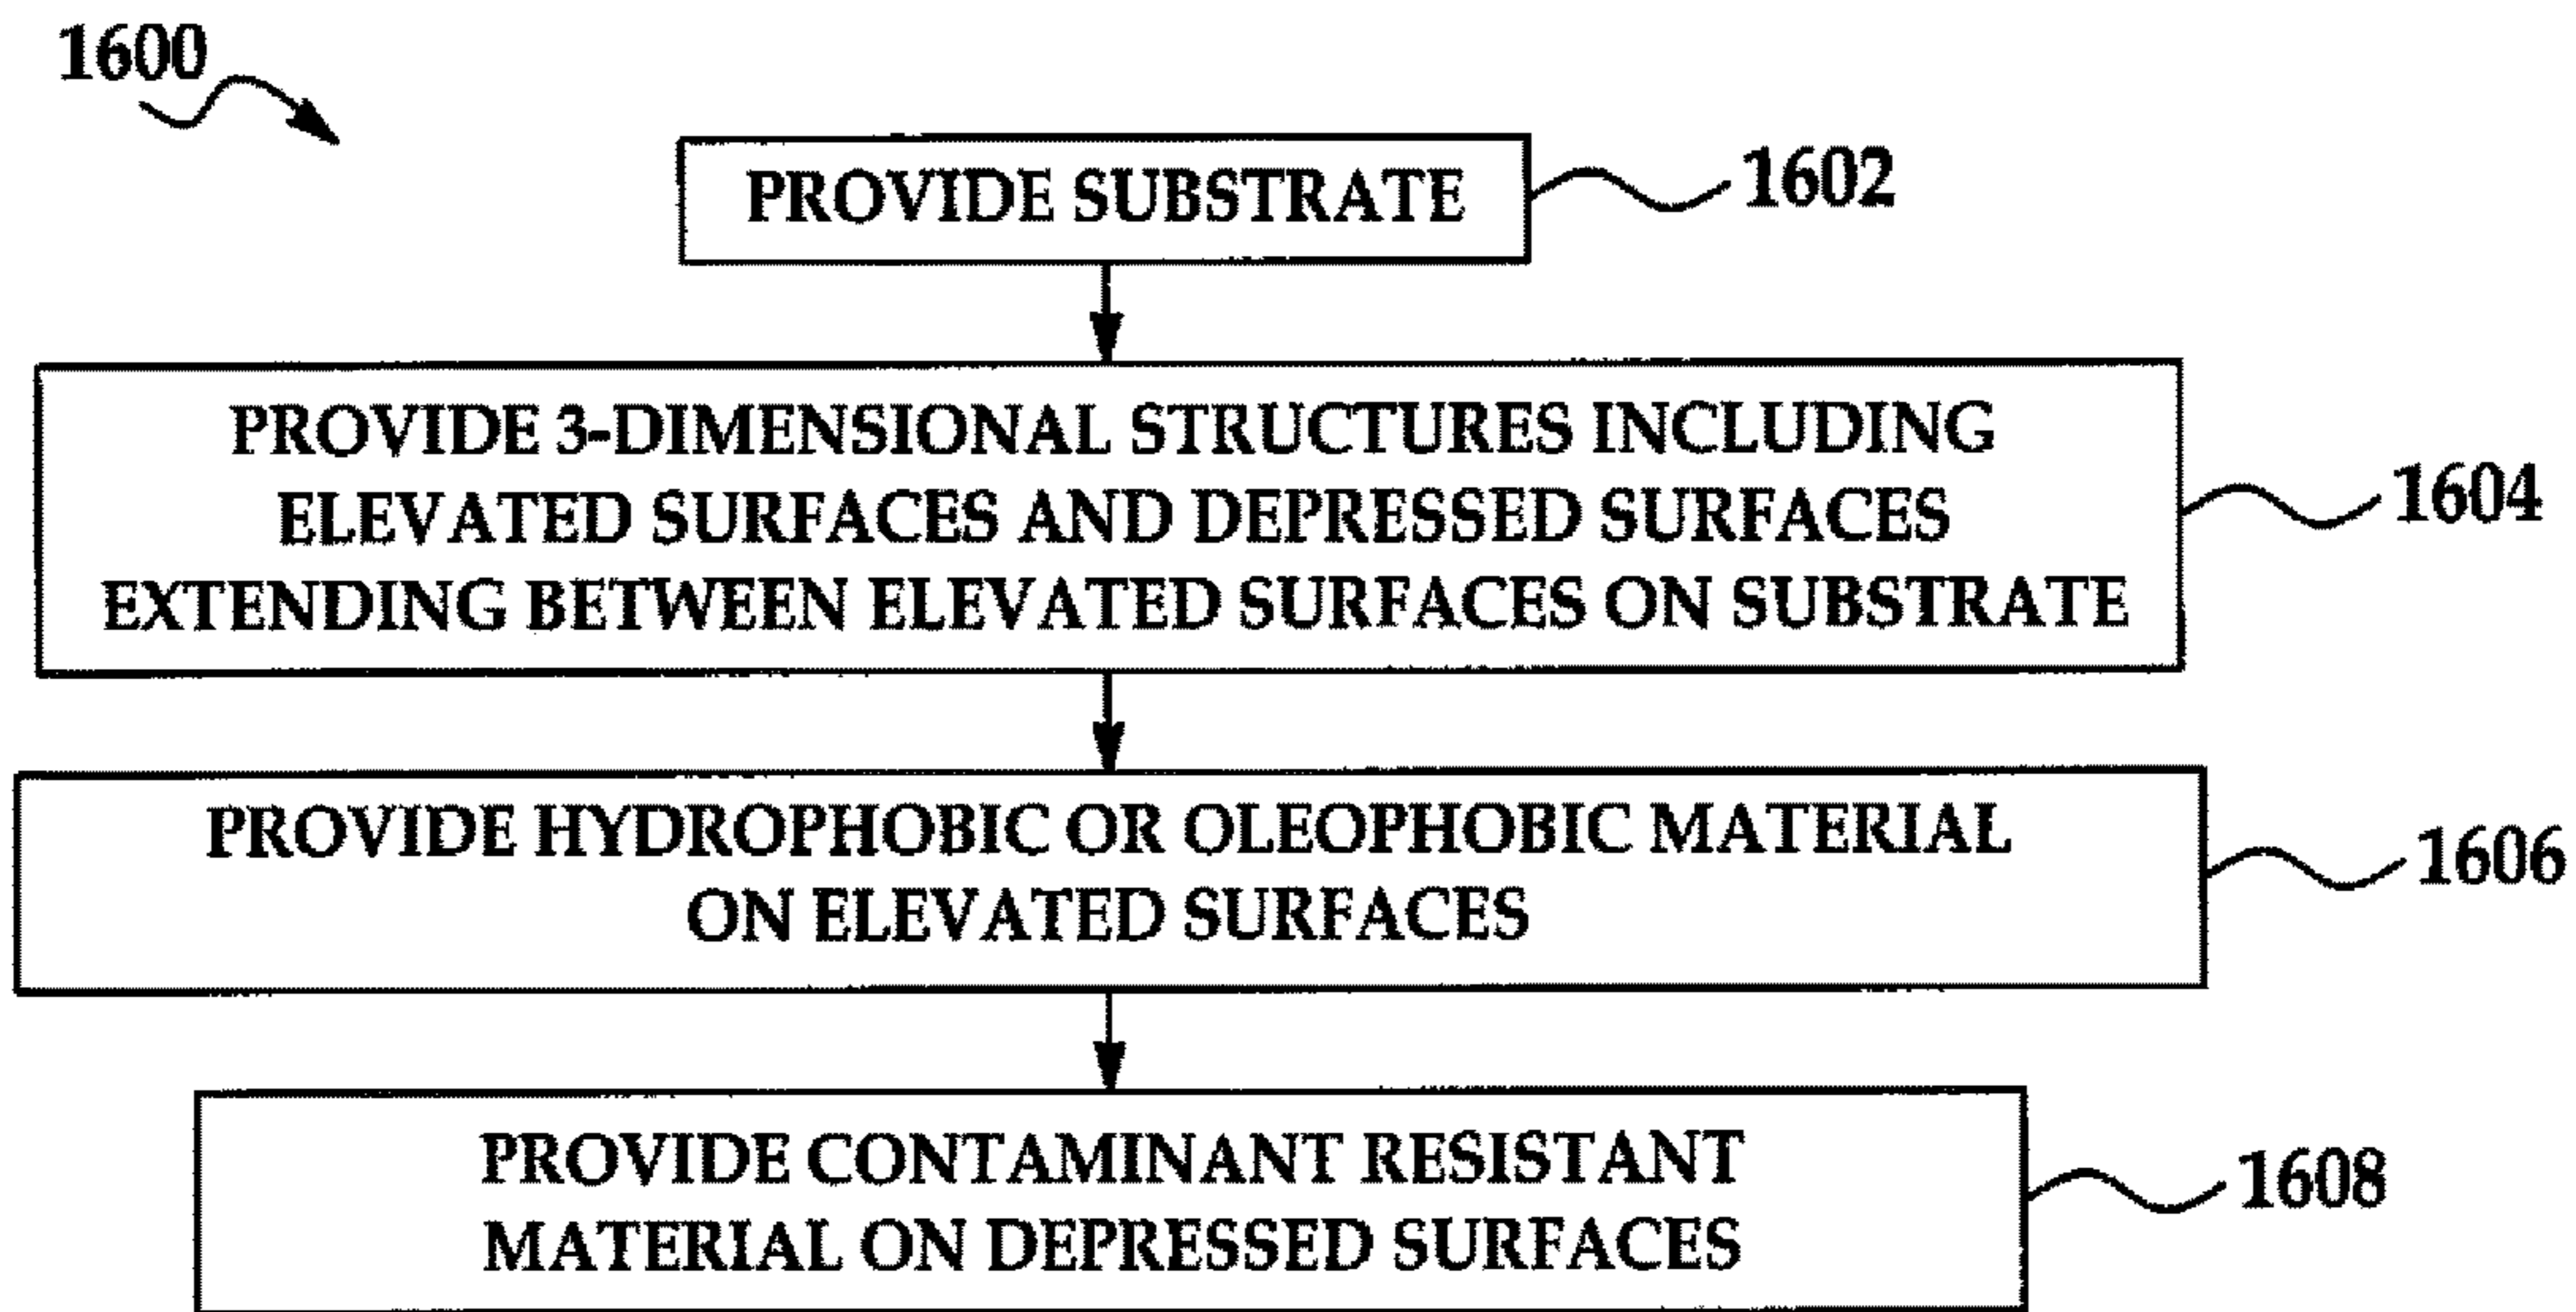 1600
PROVIDE SUBSTRATE
1602
PROVIDE 3-DIMENSIONAL STRUCTURES INCLUDING
ELEVATED SURFACES AND DEPRESSED SURFACES
EXTENDING BETWEEN ELEVATED SURFACES ON SUBSTRATE
1604
PROVIDE HYDROPHOBIC OR OLEOPHOBIC MATERIAL
ON ELEVATED SURFACES
1606
PROVIDE CONTAMINANT RESISTANT
MATERIAL ON DEPRESSED SURFACES
1608